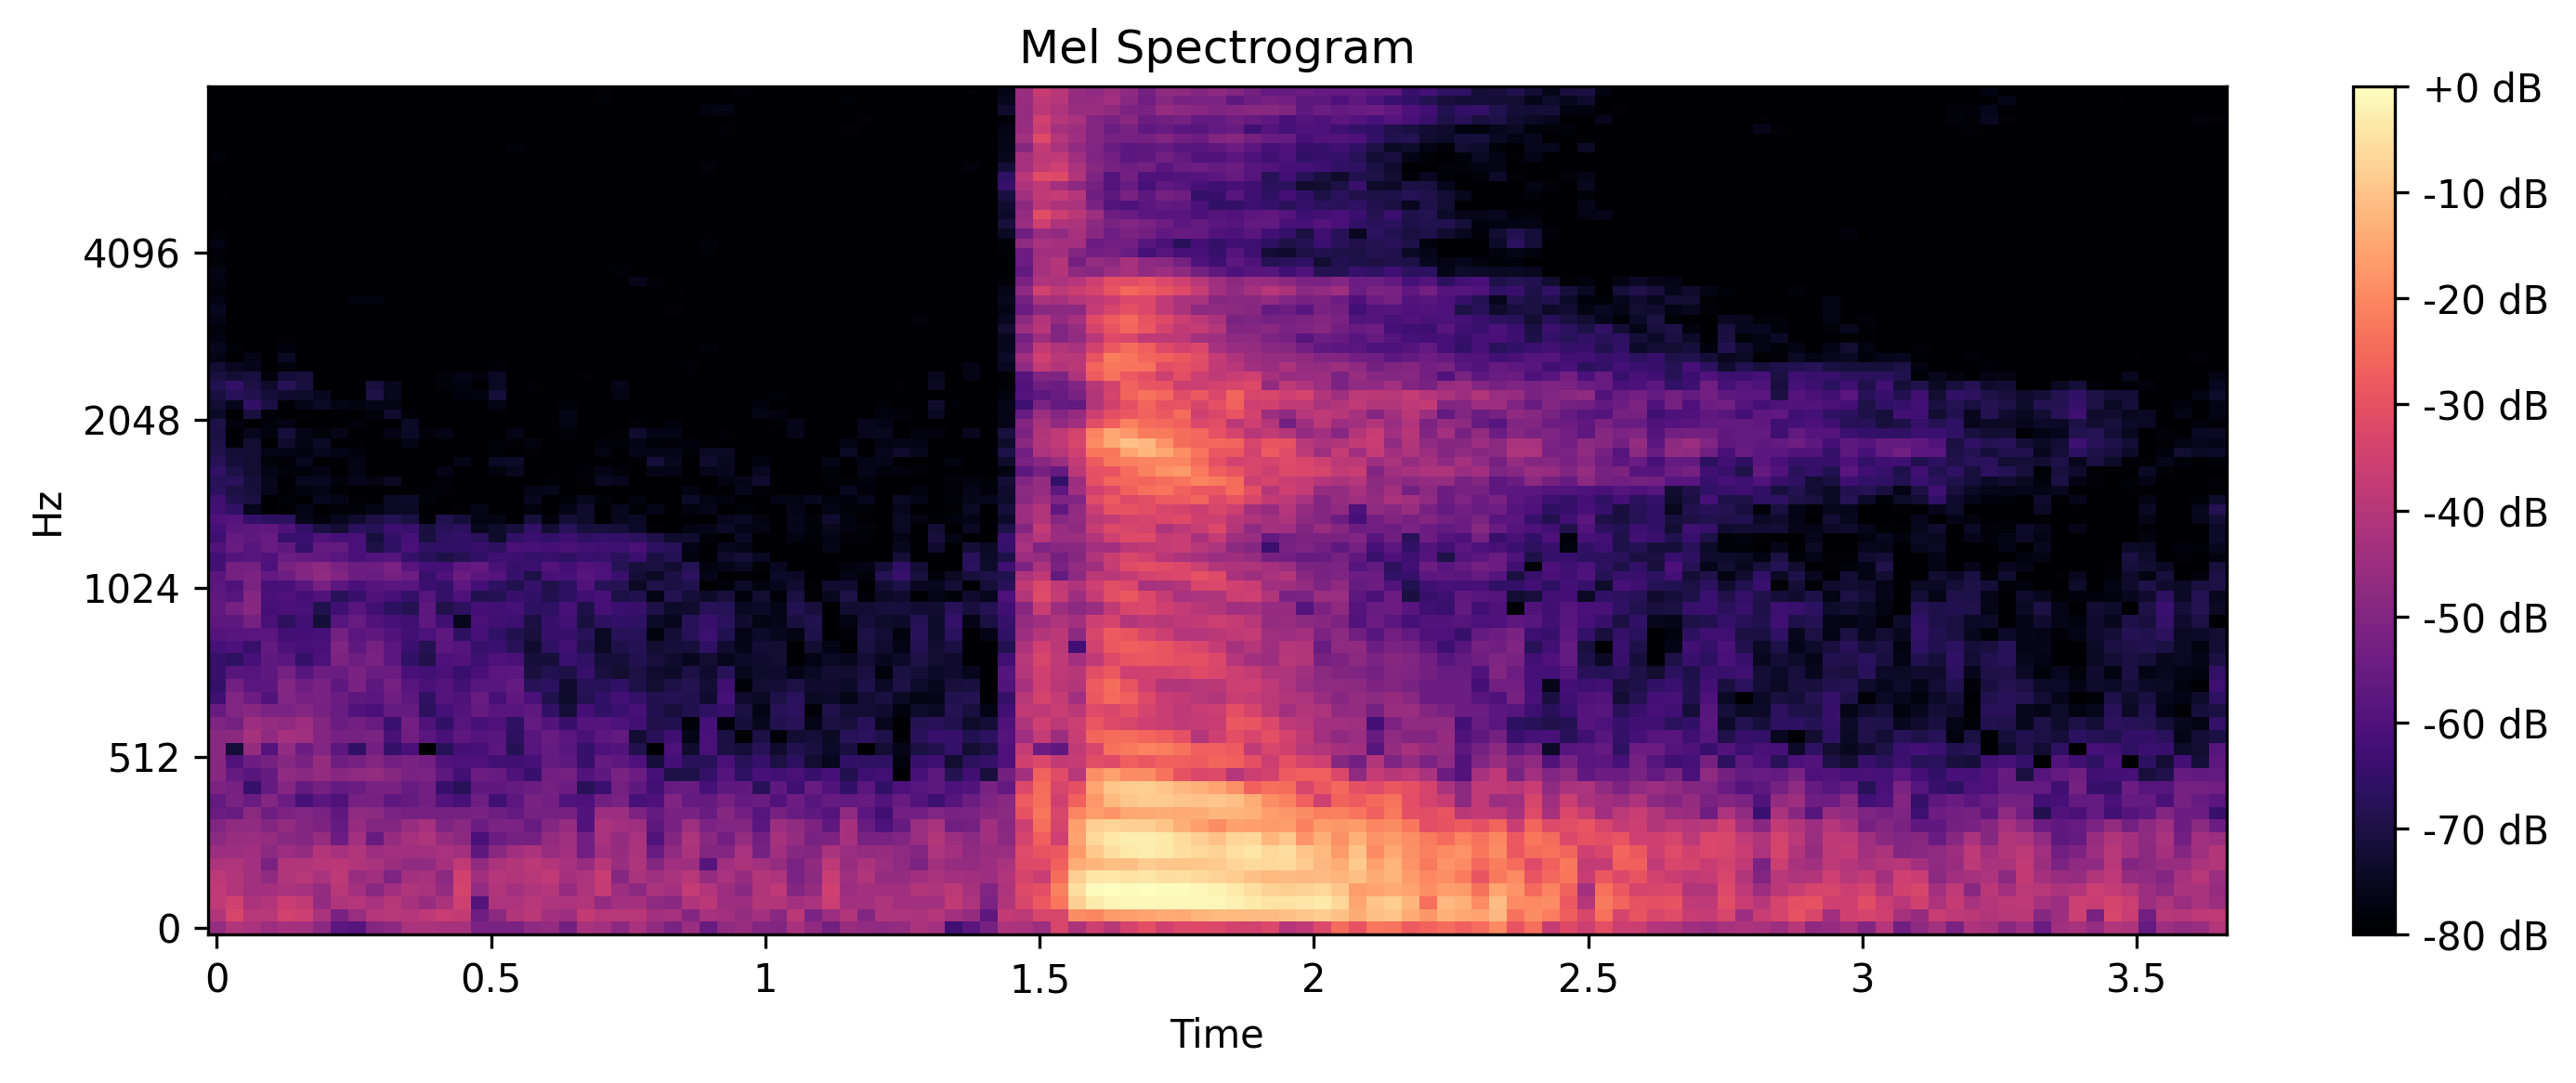 Mel Spectrogram
Hz
4096
2048
1024
512
0
0 0.5 1 1.5 2 2.5 3 3.5
Time
+0 dB
-10 dB
-20 dB
-30 dB
-40 dB
-50 dB
-60 dB
-70 dB
-80 dB